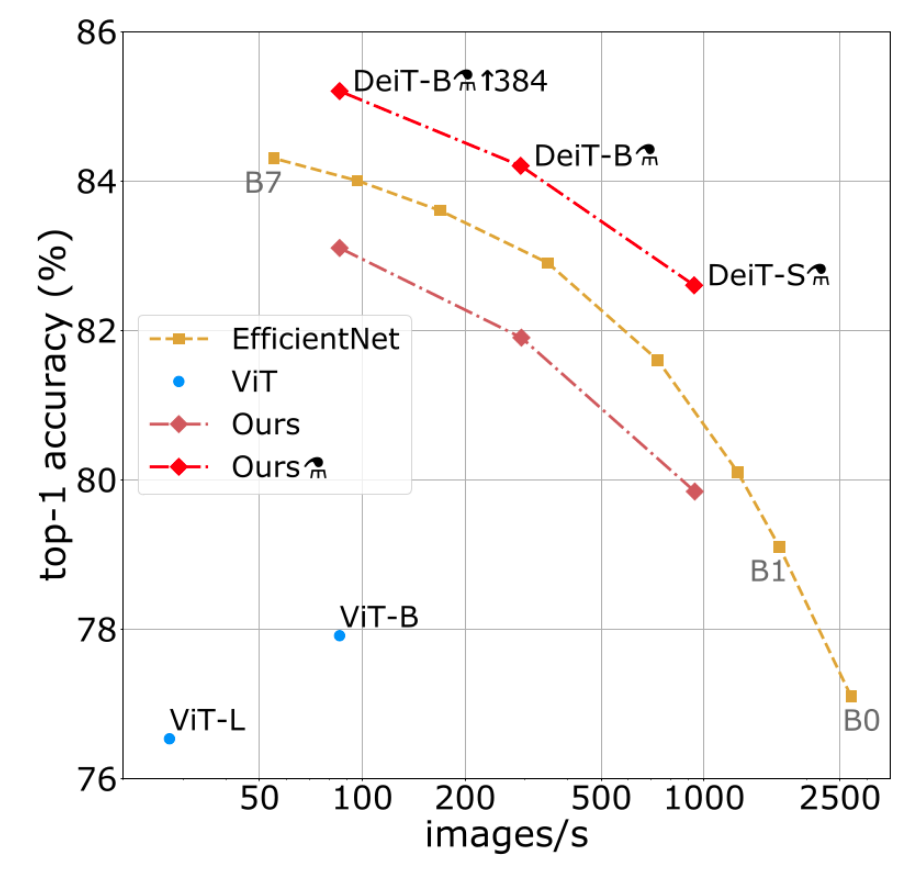 86
84
82
80
78
76
top-1 accuracy (%)
DeiT-B⚗↑384
DeiT-B⚗
B7
DeiT-S⚗
EfficientNet
ViT
Ours
Ours⚗
B1
ViT-B
ViT-L
B0
50 100 200 500 1000 2500
images/s